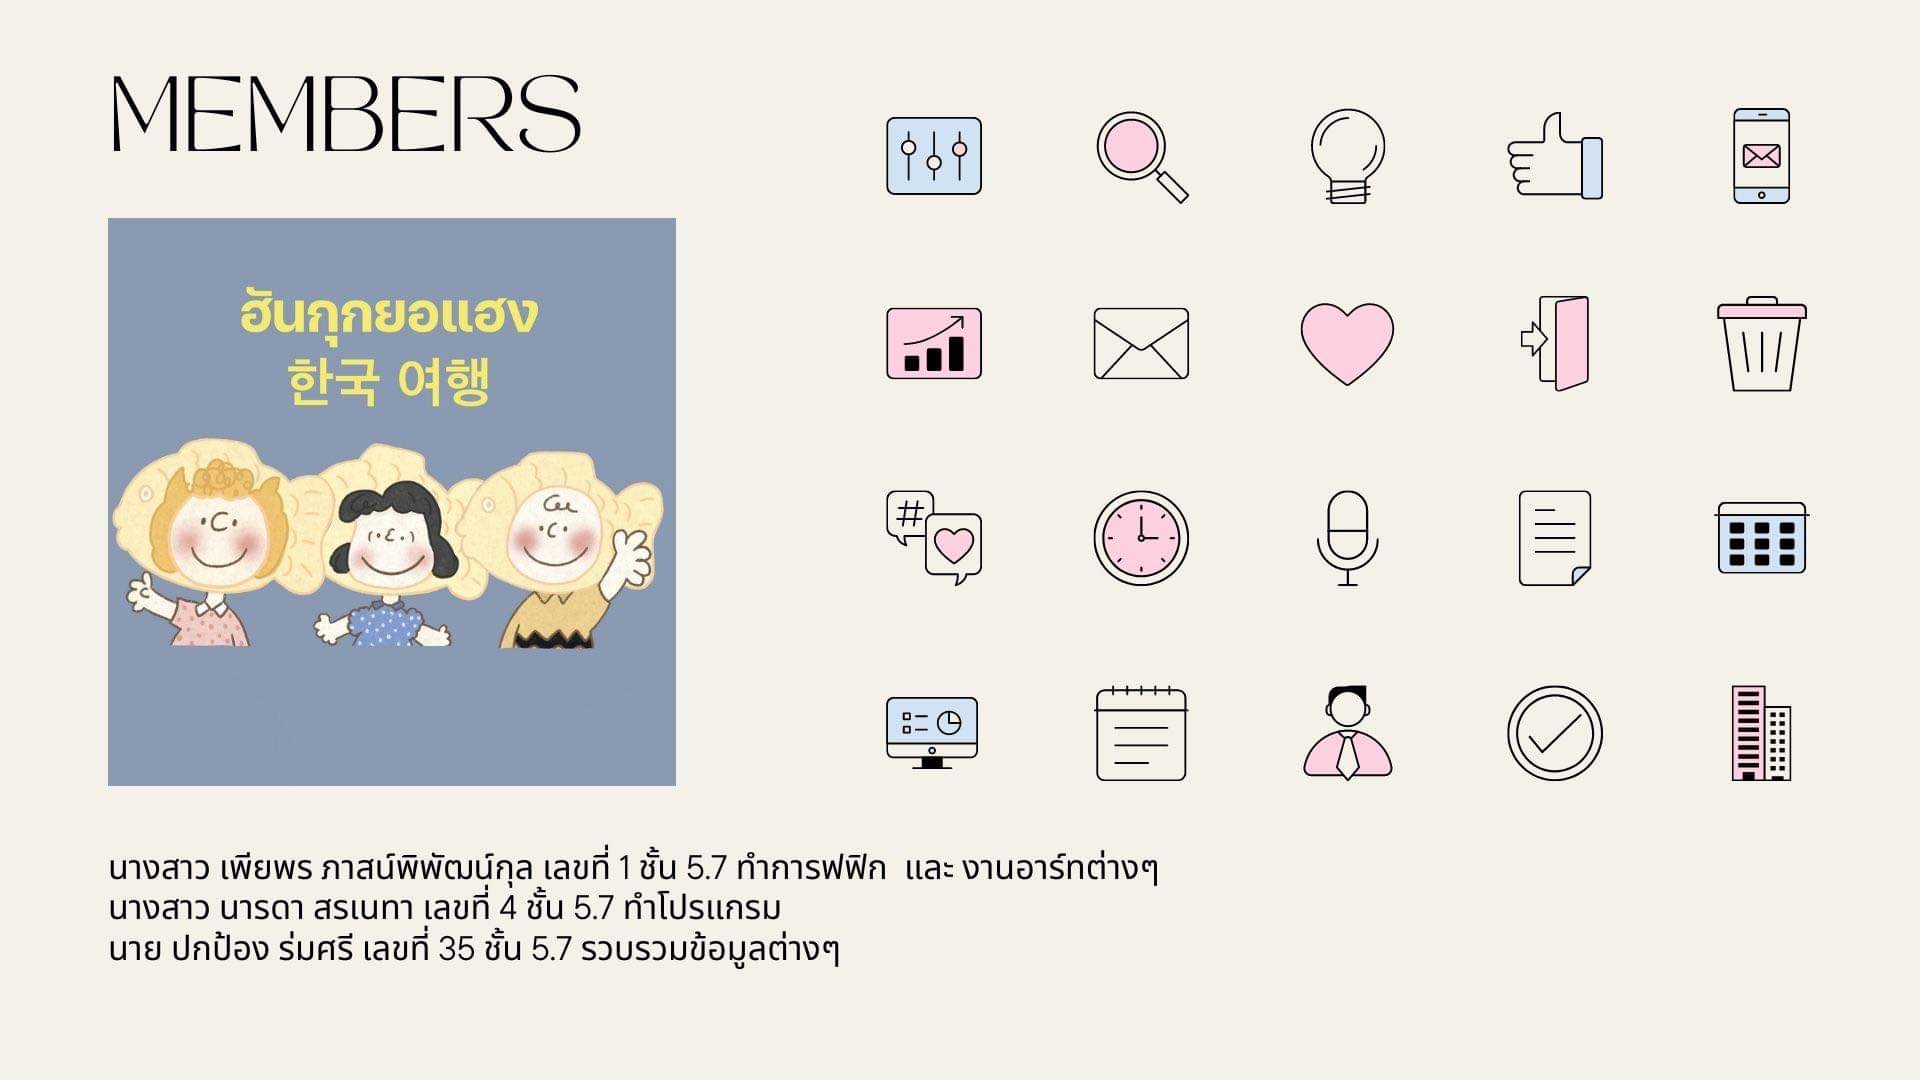 MEMBERS
ฮันกุกยอแฮง
한국 여행
#
นางสาว เพียพร ภาสน์พิพัฒน์กุล เลขที่ 1 ชั้น 5.7 ทำการฟฟิก  และ งานอาร์ทต่างๆ
นางสาว นารดา สรเนทา เลขที่ 4 ชั้น 5.7 ทำโปรแกรม
นาย ปกป้อง ร่มศรี เลขที่ 35 ชั้น 5.7 รวบรวมข้อมูลต่างๆ